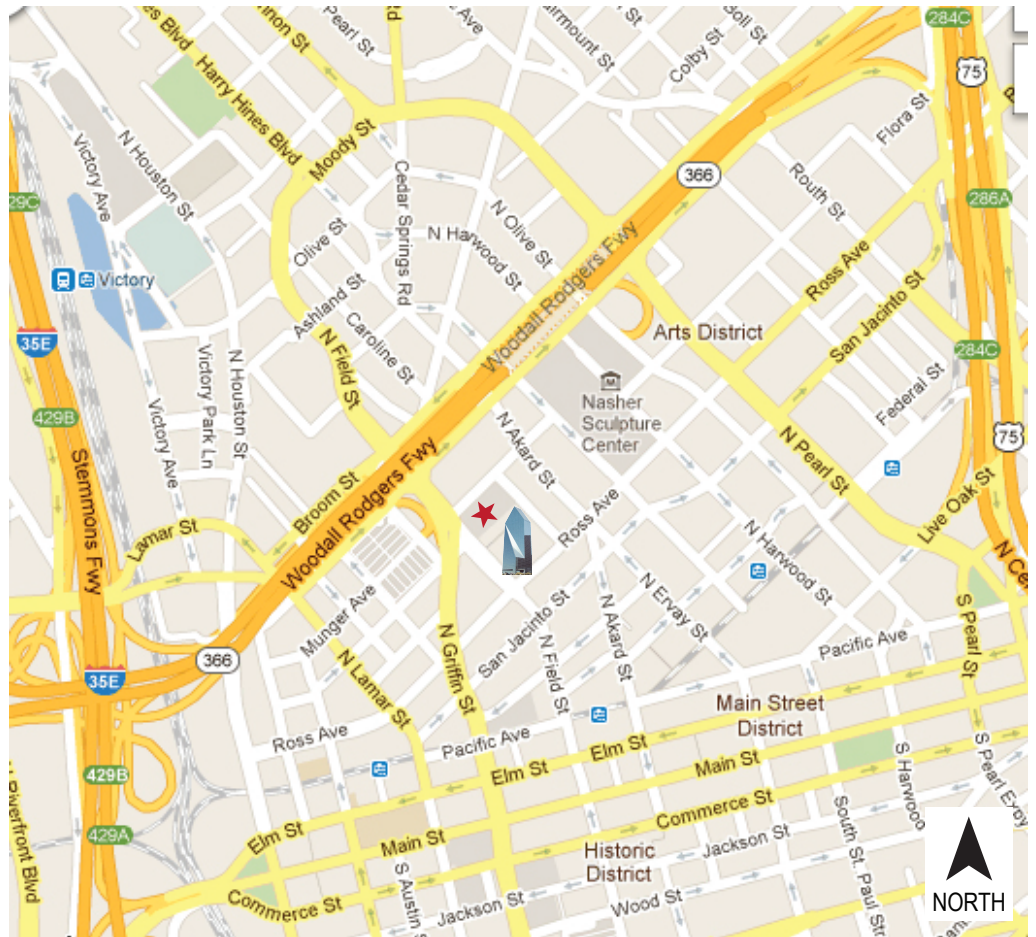 284C
Pearl St
Harry Hines Blvd
Moody St
Cedar Springs Rd
Colby St
75
Flora St
366
Routh St
286A
N Houston St
Victory Ave
Victory
Olive St
N Harwood St
N Olive St
Ashland St
Caroline St
N Field St
Woodall Rodgers Fwy
Arts District
Ross Ave
San Jacinto St
284C
Federal St
35E
429B
Stemmons Fwy
Victory Ave
Victory Park Ln
N Houston St
Nasher
Sculpture
Center
N Akard St
N Pearl St
75
Live Oak St
Broom St
Woodall Rodgers Fwy
Lamar St
Ross Ave
N Harwood St
Munger Ave
San Jacinto St
N Ervay St
N Akard St
N Field St
N Griffin St
N Lamar St
S Pearl St
Pacific Ave
366
35E
Main Street
District
Ross Ave
Pacific Ave
Elm St
Elm St
Main St
Commerce St
429B
429A
Riverfront Blvd
Elm St
Main St
Commerce St
Historic
District
Jackson St
Wood St
Jackson St
South St. Paul
S Harwood
NORTH